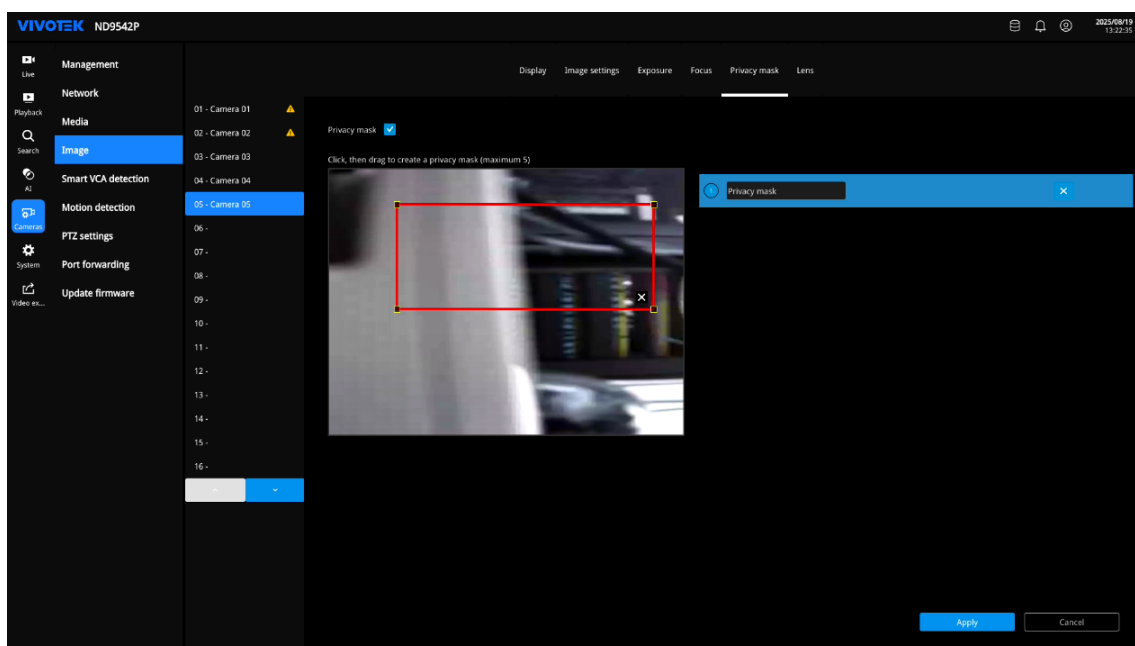 VIVOTEK ND9542P
2025/08/19
13:22:35
Live
Playback
Search
AI
Cameras
System
Video ex...
Management
Network
Media
Image
Smart VCA detection
Motion detection
PTZ settings
Port forwarding
Update firmware
Display Image settings Exposure Focus Privacy mask Lens
01 - Camera 01
02 - Camera 02
03 - Camera 03
04 - Camera 04
05 - Camera 05
06 -
07 -
08 -
09 -
10 -
11 -
12 -
13 -
14 -
15 -
16 -
Privacy mask
Click, then drag to create a privacy mask (maximum 5)
1 Privacy mask
Apply Cancel